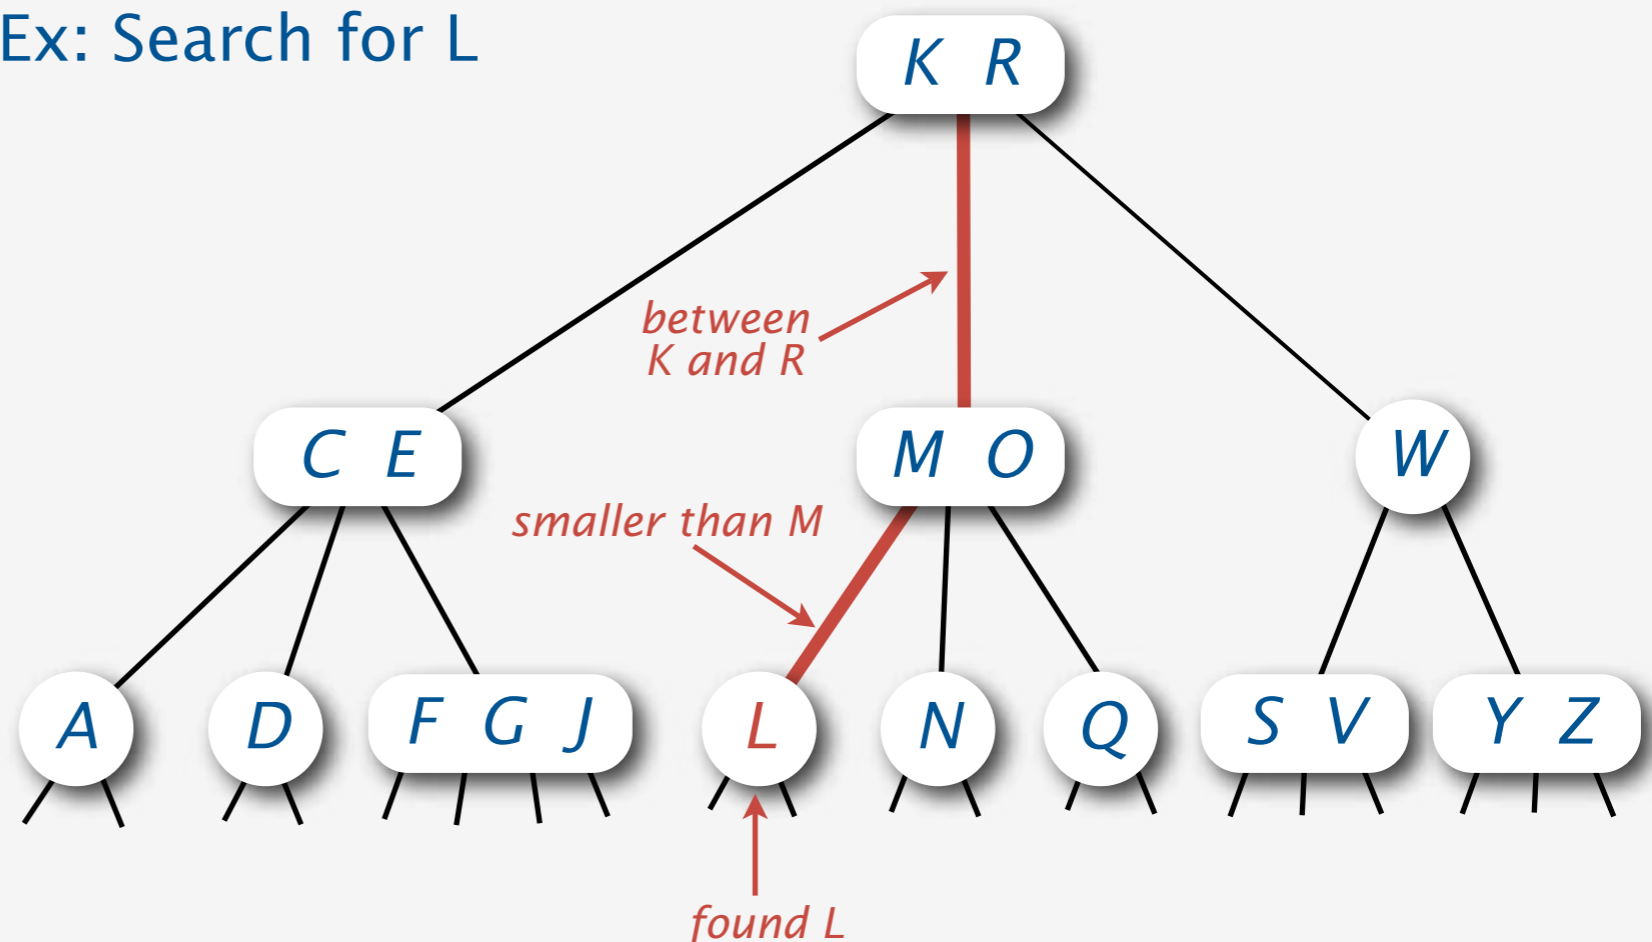 Ex: Search for L
K R
between
K and R
C E
M O
W
smaller than M
A
D
F G J
L
N
Q
S V
Y Z
found L